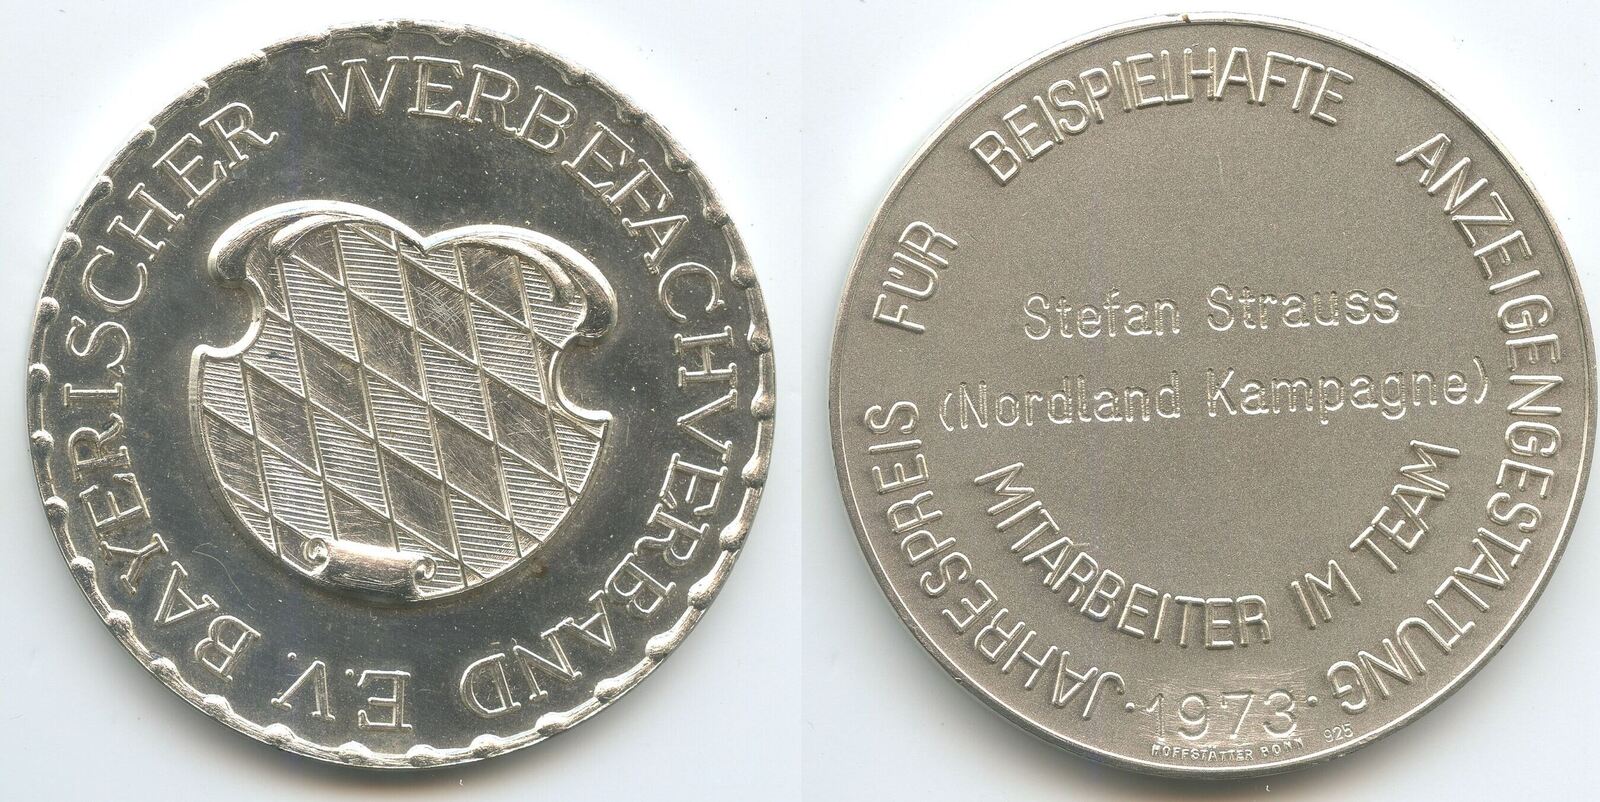 BAYERISCHER WERBEFACHVERBAND E.V.
JAHRESPREIS FÜR BEISPIELHAFTE ANZEIGENGESTALTUNG
Stefan Strauss
(Nordland Kampagne)
MITARBEITER IM TEAM
· 1973 ·
HOFFSTÄTTER BONN 925